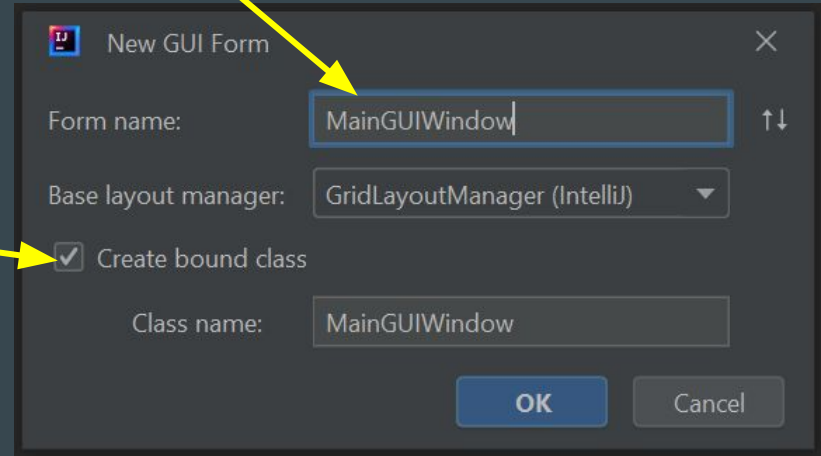 IJ New GUI Form
Form name: MainGUIWindow
Base layout manager: GridLayoutManager (IntelliJ)
Create bound class
Class name: MainGUIWindow
OK Cancel